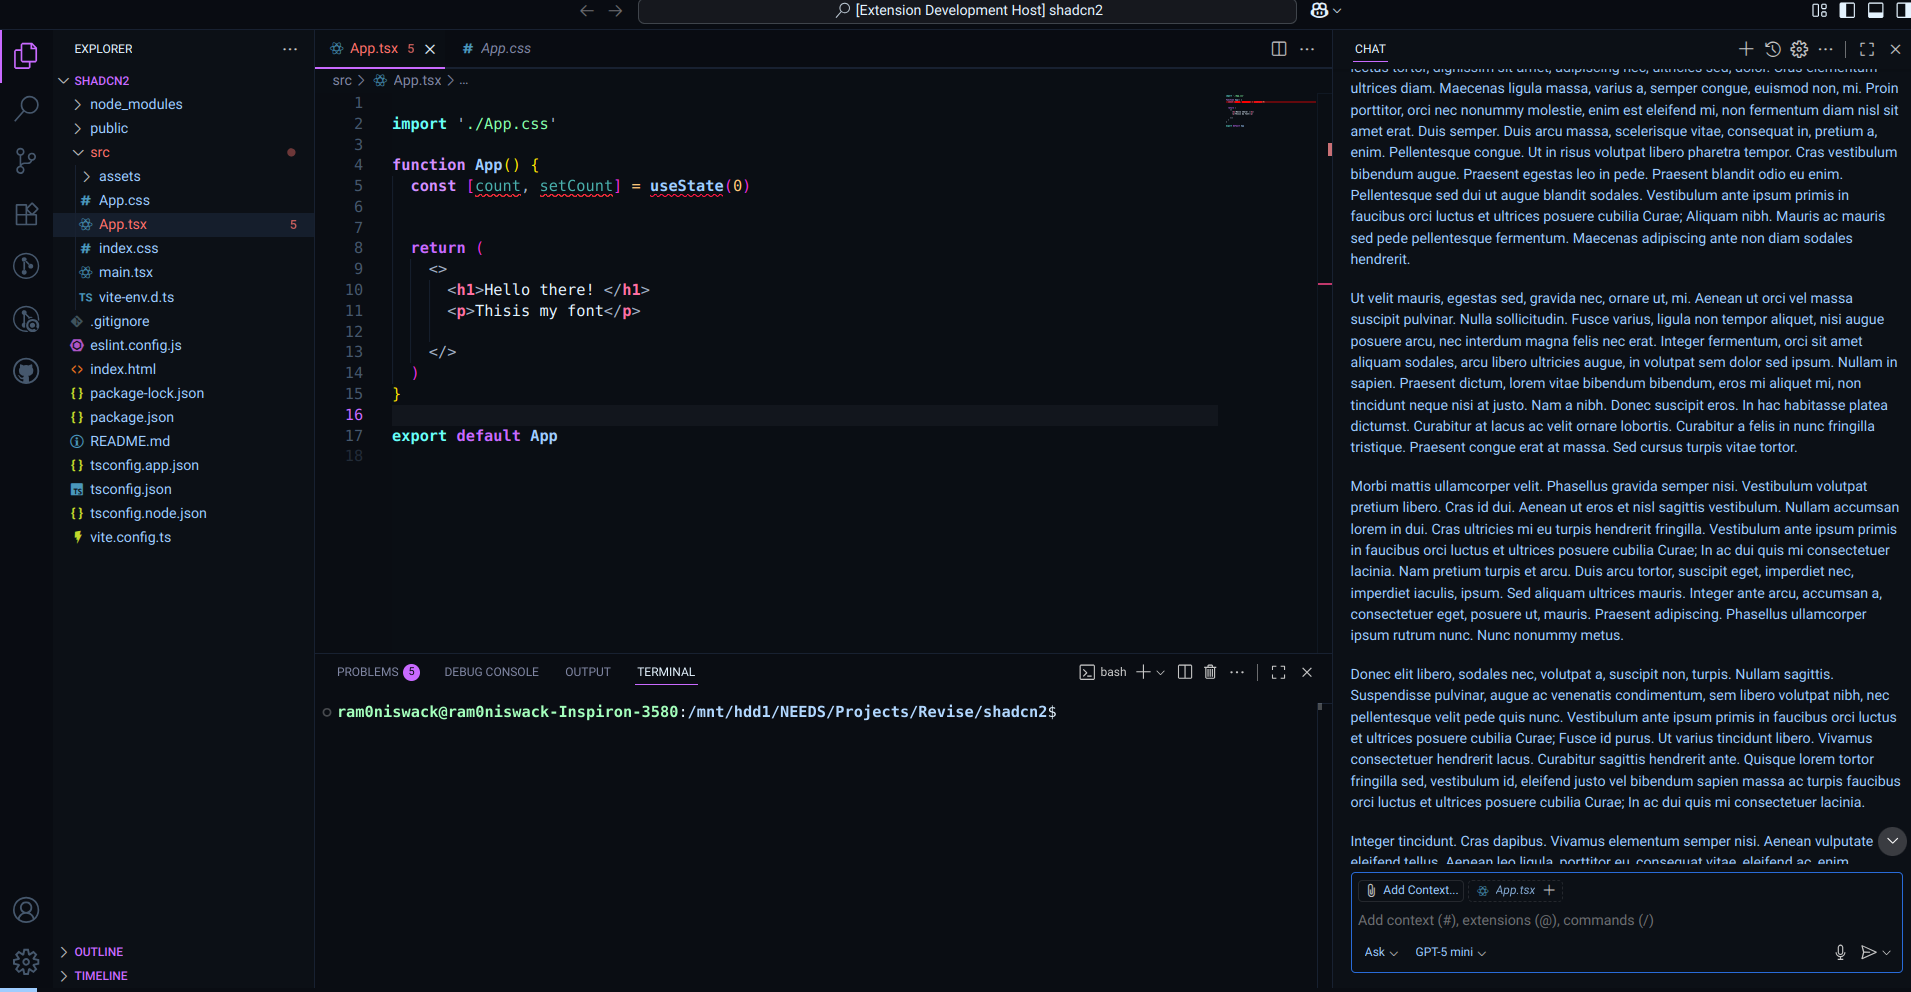 [Extension Development Host] shadcn2
EXPLORER
SHADCN2
node_modules
public
src
assets
App.css
App.tsx 5
index.css
main.tsx
TS vite-env.d.ts
.gitignore
eslint.config.js
index.html
package-lock.json
package.json
README.md
tsconfig.app.json
tsconfig.json
tsconfig.node.json
vite.config.ts
OUTLINE
TIMELINE
App.tsx 5
# App.css
src > App.tsx > ...
1
2 import './App.css'
3
4 function App() {
5 const [count, setCount] = useState(0)
6
7
8 return (
9 <>
10 <h1>Hello there! </h1>
11 <p>Thisis my font</p>
12
13 </>
14 )
15 }
16
17 export default App
18
PROBLEMS 5 DEBUG CONSOLE OUTPUT TERMINAL
bash
ram0niswack@ram0niswack-Inspiron-3580:/mnt/hdd1/NEEDS/Projects/Revise/shadcn2$
CHAT
lectus tortor, dignissim sit amet, adipiscing nec, ultricies sed, dolor. Cras elementum
ultrices diam. Maecenas ligula massa, varius a, semper congue, euismod non, mi. Proin
porttitor, orci nec nonummy molestie, enim est eleifend mi, non fermentum diam nisl sit
amet erat. Duis semper. Duis arcu massa, scelerisque vitae, consequat in, pretium a,
enim. Pellentesque congue. Ut in risus volutpat libero pharetra tempor. Cras vestibulum
bibendum augue. Praesent egestas leo in pede. Praesent blandit odio eu enim.
Pellentesque sed dui ut augue blandit sodales. Vestibulum ante ipsum primis in
faucibus orci luctus et ultrices posuere cubilia Curae; Aliquam nibh. Mauris ac mauris
sed pede pellentesque fermentum. Maecenas adipiscing ante non diam sodales
hendrerit.
Ut velit mauris, egestas sed, gravida nec, ornare ut, mi. Aenean ut orci vel massa
suscipit pulvinar. Nulla sollicitudin. Fusce varius, ligula non tempor aliquet, nisi augue
posuere arcu, nec interdum magna felis nec erat. Integer fermentum, orci sit amet
aliquam sodales, arcu libero ultricies augue, in volutpat sem dolor sed ipsum. Nullam in
sapien. Praesent dictum, lorem vitae bibendum bibendum, eros mi aliquet mi, non
tincidunt neque nisi at justo. Nam a nibh. Donec suscipit eros. In hac habitasse platea
dictumst. Curabitur at lacus ac velit ornare lobortis. Curabitur a felis in nunc fringilla
tristique. Praesent congue erat at massa. Sed cursus turpis vitae tortor.
Morbi mattis ullamcorper velit. Phasellus gravida semper nisi. Vestibulum volutpat
pretium libero. Cras id dui. Aenean ut eros et nisl sagittis vestibulum. Nullam accumsan
lorem in dui. Cras ultricies mi eu turpis hendrerit fringilla. Vestibulum ante ipsum primis
in faucibus orci luctus et ultrices posuere cubilia Curae; In ac dui quis mi consectetuer
lacinia. Nam pretium turpis et arcu. Duis arcu tortor, suscipit eget, imperdiet nec,
imperdiet iaculis, ipsum. Sed aliquam ultrices mauris. Integer ante arcu, accumsan a,
consectetuer eget, posuere ut, mauris. Praesent adipiscing. Phasellus ullamcorper
ipsum rutrum nunc. Nunc nonummy metus.
Donec elit libero, sodales nec, volutpat a, suscipit non, turpis. Nullam sagittis.
Suspendisse pulvinar, augue ac venenatis condimentum, sem libero volutpat nibh, nec
pellentesque velit pede quis nunc. Vestibulum ante ipsum primis in faucibus orci luctus
et ultrices posuere cubilia Curae; Fusce id purus. Ut varius tincidunt libero. Vivamus
consectetuer hendrerit lacus. Curabitur sagittis hendrerit ante. Quisque lorem tortor
fringilla sed, vestibulum id, eleifend justo vel bibendum sapien massa ac turpis faucibus
orci luctus et ultrices posuere cubilia Curae; In ac dui quis mi consectetuer lacinia.
Integer tincidunt. Cras dapibus. Vivamus elementum semper nisi. Aenean vulputate
eleifend tellus. Aenean leo ligula, porttitor eu, consequat vitae, eleifend ac, enim.
Add Context... App.tsx
Add context (#), extensions (@), commands (/)
Ask GPT-5 mini